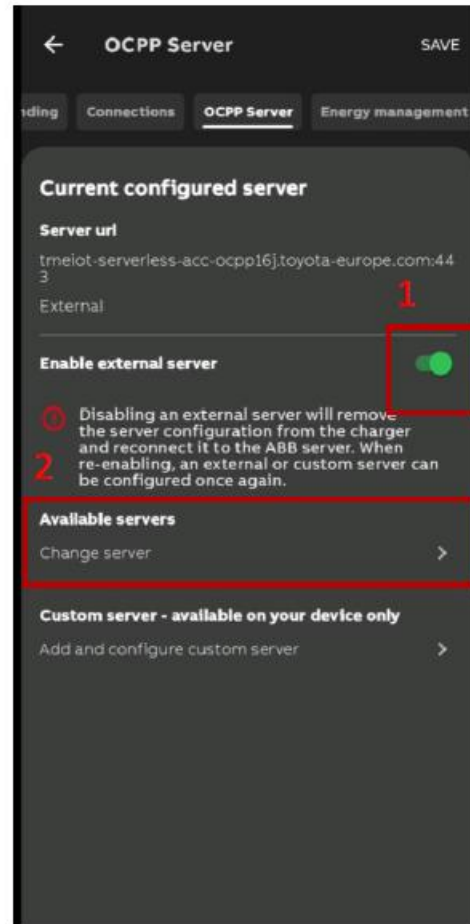 ← OCPP Server SAVE
nding Connections OCPP Server Energy management
Current configured server
Server url
tmeiot-serverless-acc-ocpp16j.toyota-europe.com:44
3
External
1
Enable external server
Disabling an external server will remove
the server configuration from the charger
and reconnect it to the ABB server. When
2
re-enabling, an external or custom server can
be configured once again.
Available servers
Change server >
Custom server - available on your device only
Add and configure custom server >